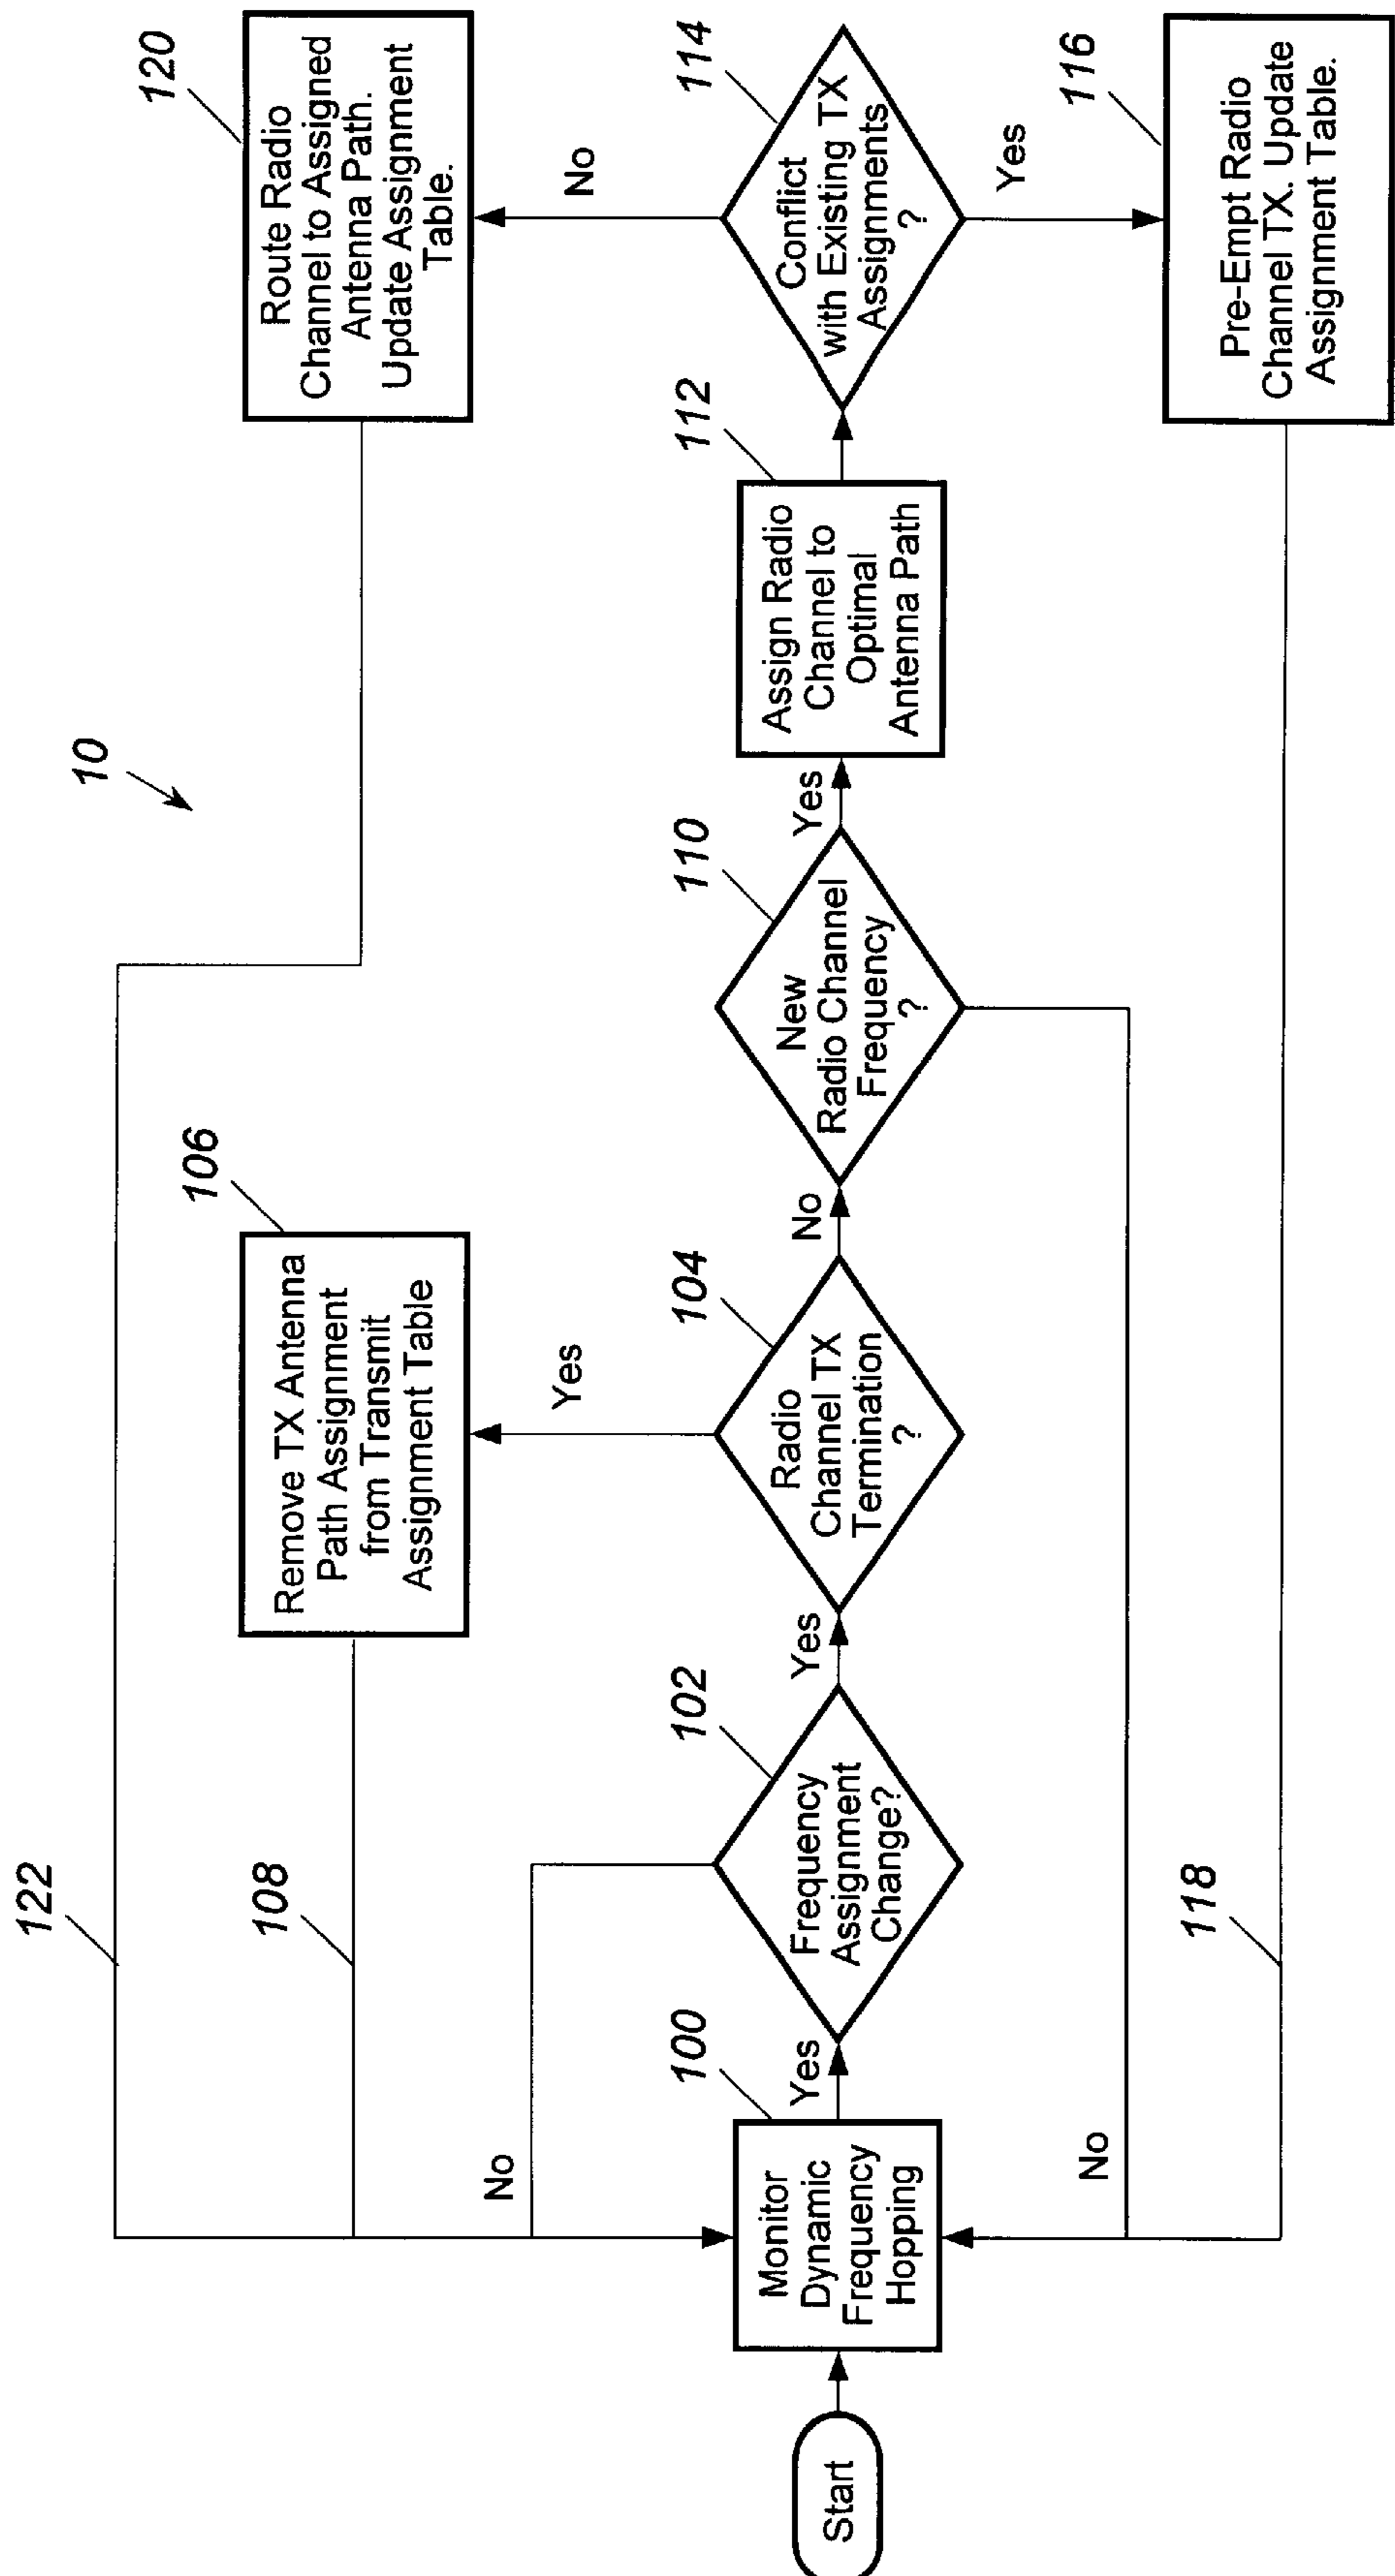 10
Start
Monitor
Dynamic
Frequency
Hopping
100
Yes
Frequency
Assignment
Change?
102
No
Yes
Radio
Channel TX
Termination
?
104
Yes
Remove TX Antenna
Path Assignment
from Transmit
Assignment Table
106
108
No
New
Radio Channel
Frequency
?
110
No
Yes
Assign Radio
Channel to
Optimal
Antenna Path
112
Conflict
with Existing TX
Assignments
?
114
Yes
Pre-Empt Radio
Channel TX. Update
Assignment Table.
116
118
No
Route Radio
Channel to Assigned
Antenna Path.
Update Assignment
Table.
120
122